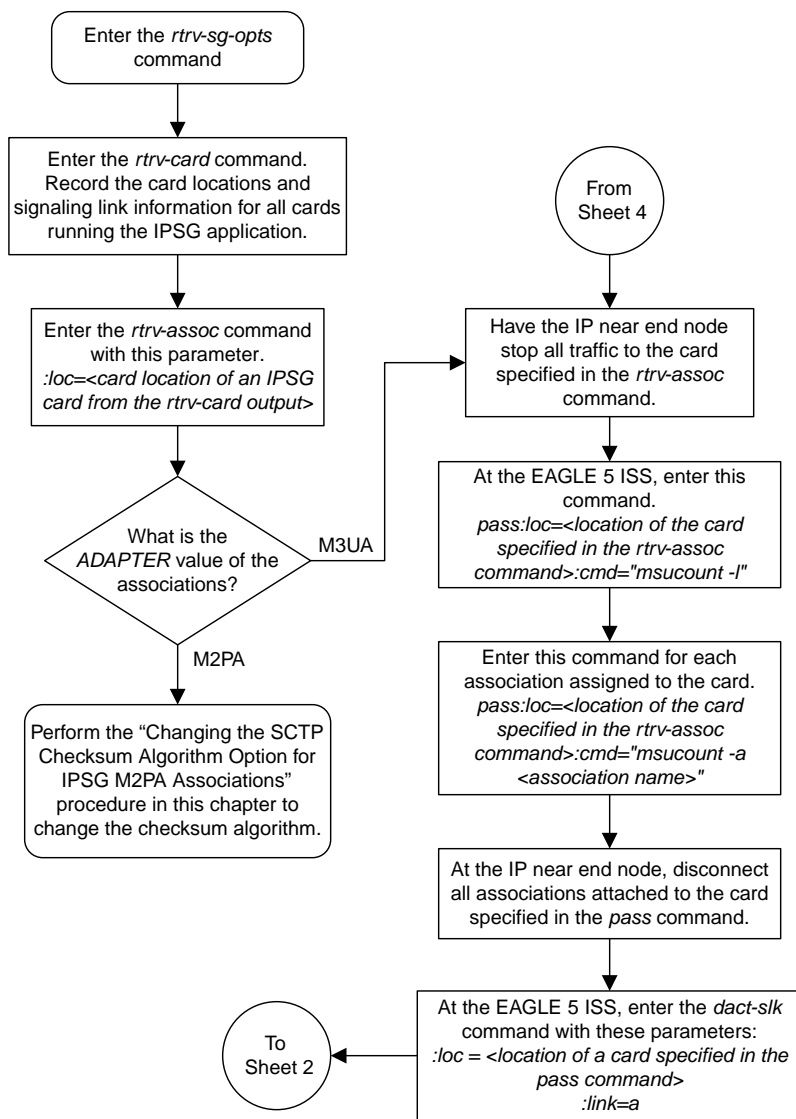 Enter the rtrv-sg-opts
command
Enter the rtrv-card command.
Record the card locations and
signaling link information for all cards
running the IPSG application.
Enter the rtrv-assoc command
with this parameter.
:loc=<card location of an IPSG
card from the rtrv-card output>
What is the
ADAPTER value of the
associations?
M3UA
M2PA
Perform the “Changing the SCTP
Checksum Algorithm Option for
IPSG M2PA Associations”
procedure in this chapter to
change the checksum algorithm.
From
Sheet 4
Have the IP near end node
stop all traffic to the card
specified in the rtrv-assoc
command.
At the EAGLE 5 ISS, enter this
command.
pass:loc=<location of the card
specified in the rtrv-assoc
command>:cmd="msucount -l"
Enter this command for each
association assigned to the card.
pass:loc=<location of the card
specified in the rtrv-assoc
command>:cmd="msucount -a
<association name>"
At the IP near end node, disconnect
all associations attached to the card
specified in the pass command.
At the EAGLE 5 ISS, enter the dact-slk
command with these parameters:
:loc = <location of a card specified in the
pass command>
:link=a
To
Sheet 2